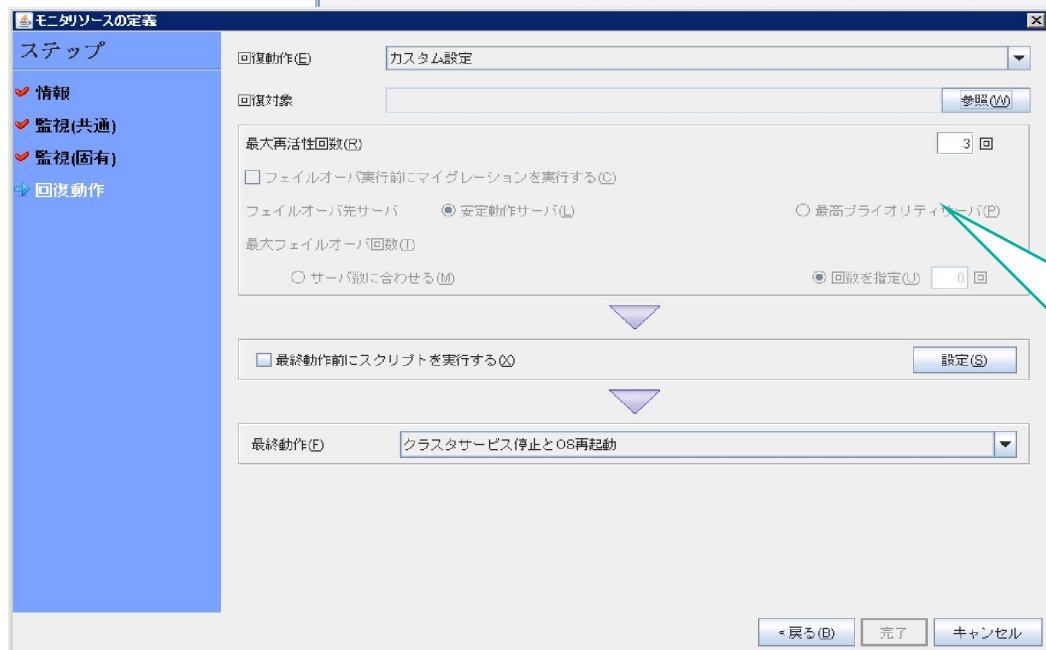 モニタリソースの定義
ステップ
情報
監視(共通)
監視(固有)
回復動作
回復動作(E) カスタム設定
回復対象 参照(W)
最大再活性回数(R) 3 回
フェイルオーバ実行前にマイグレーションを実行する(C)
フェイルオーバ先サーバ 安定動作サーバ(L) 最高プライオリティサーバ(P)
最大フェイルオーバ回数(T)
サーバ数に合わせる(M) 回数を指定(U) 0 回
最終動作前にスクリプトを実行する(X) 設定(S)
最終動作(F) クラスタサービス停止とOS再起動
<戻る(B) 完了 キャンセル